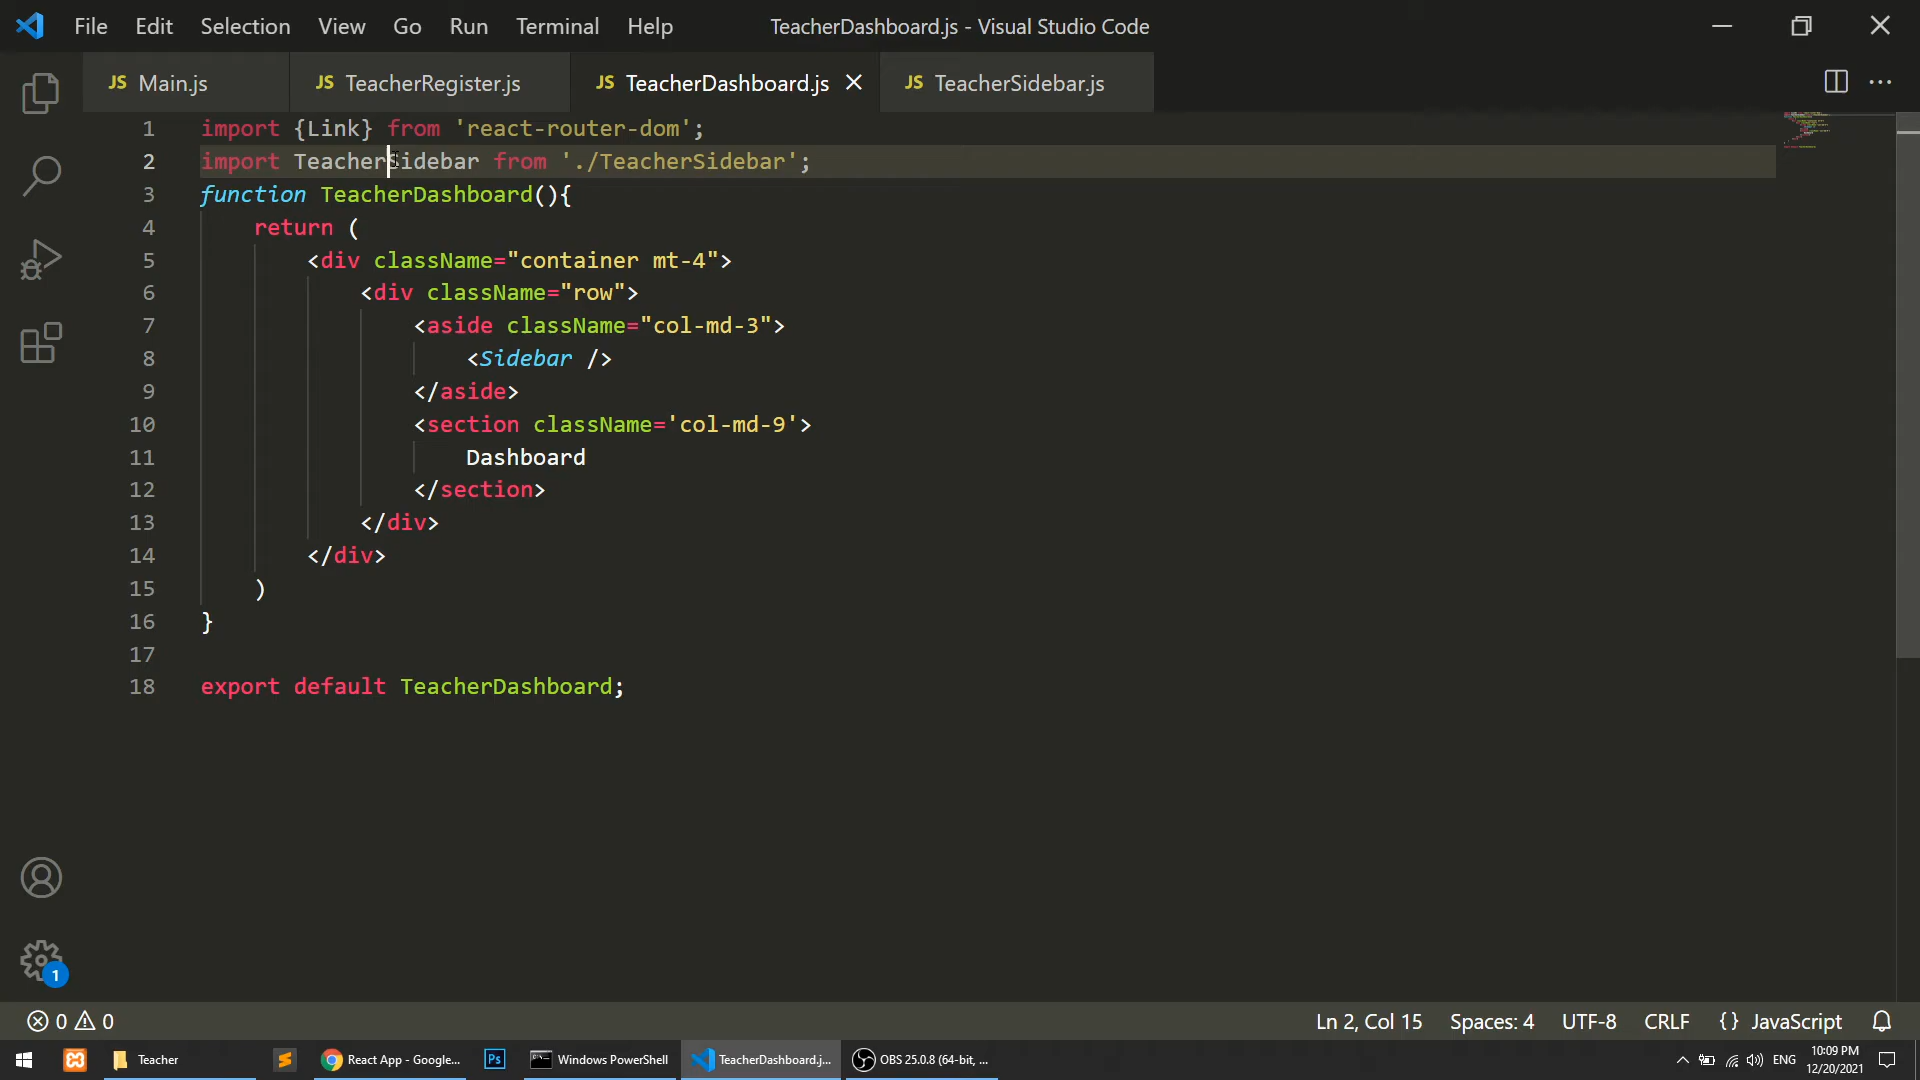 File Edit Selection View Go Run Terminal Help TeacherDashboard.js - Visual Studio Code
JS Main.js JS TeacherRegister.js JS TeacherDashboard.js JS TeacherSidebar.js
1 import {Link} from 'react-router-dom';
2 import TeacherSidebar from './TeacherSidebar';
3 function TeacherDashboard(){
4 return (
5 <div className="container mt-4">
6 <div className="row">
7 <aside className="col-md-3">
8 <Sidebar />
9 </aside>
10 <section className='col-md-9'>
11 Dashboard
12 </section>
13 </div>
14 </div>
15 )
16 }
17
18 export default TeacherDashboard;
1
0 0 Ln 2, Col 15 Spaces: 4 UTF-8 CRLF {} JavaScript
Teacher React App - Google... Ps Windows PowerShell TeacherDashboard.j... OBS 25.0.8 (64-bit, ... ENG 10:09 PM
12/20/2021